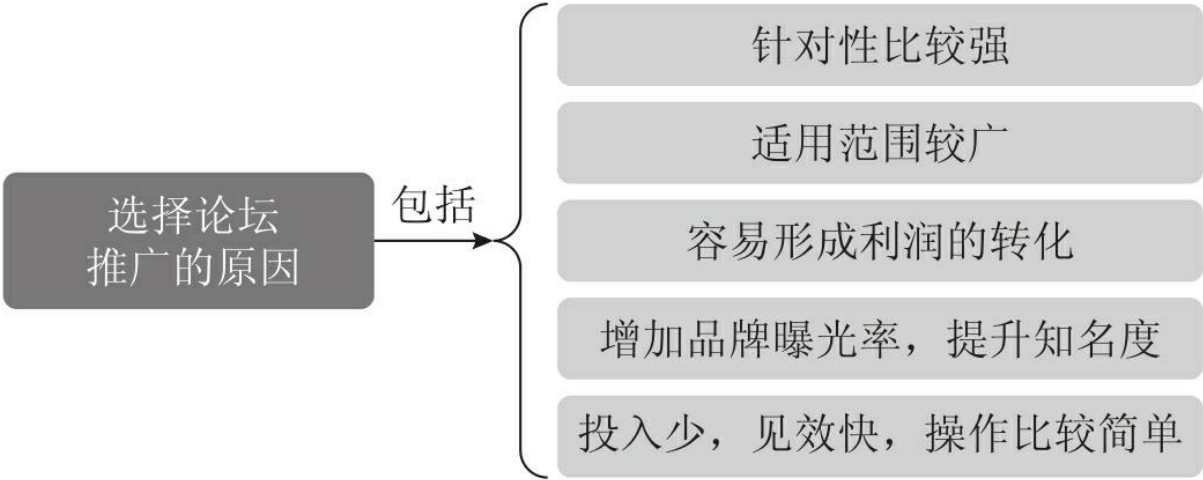 选择论坛
推广的原因
包括
针对性比较强
适用范围较广
容易形成利润的转化
增加品牌曝光率，提升知名度
投入少，见效快，操作比较简单